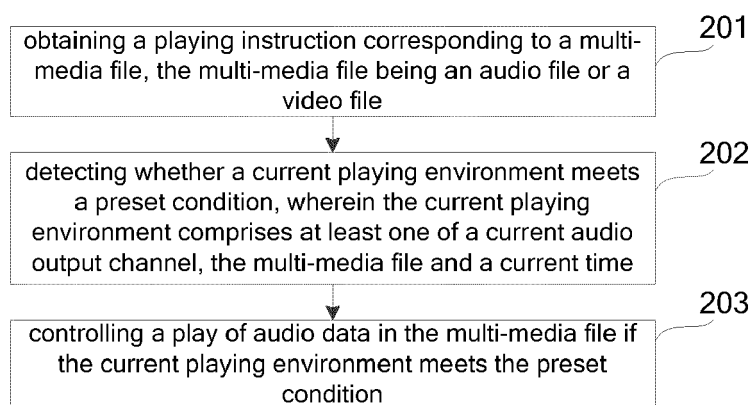 obtaining a playing instruction corresponding to a multi-
media file, the multi-media file being an audio file or a
video file
201
detecting whether a current playing environment meets
a preset condition, wherein the current playing
environment comprises at least one of a current audio
output channel, the multi-media file and a current time
202
controlling a play of audio data in the multi-media file if
the current playing environment meets the preset
condition
203